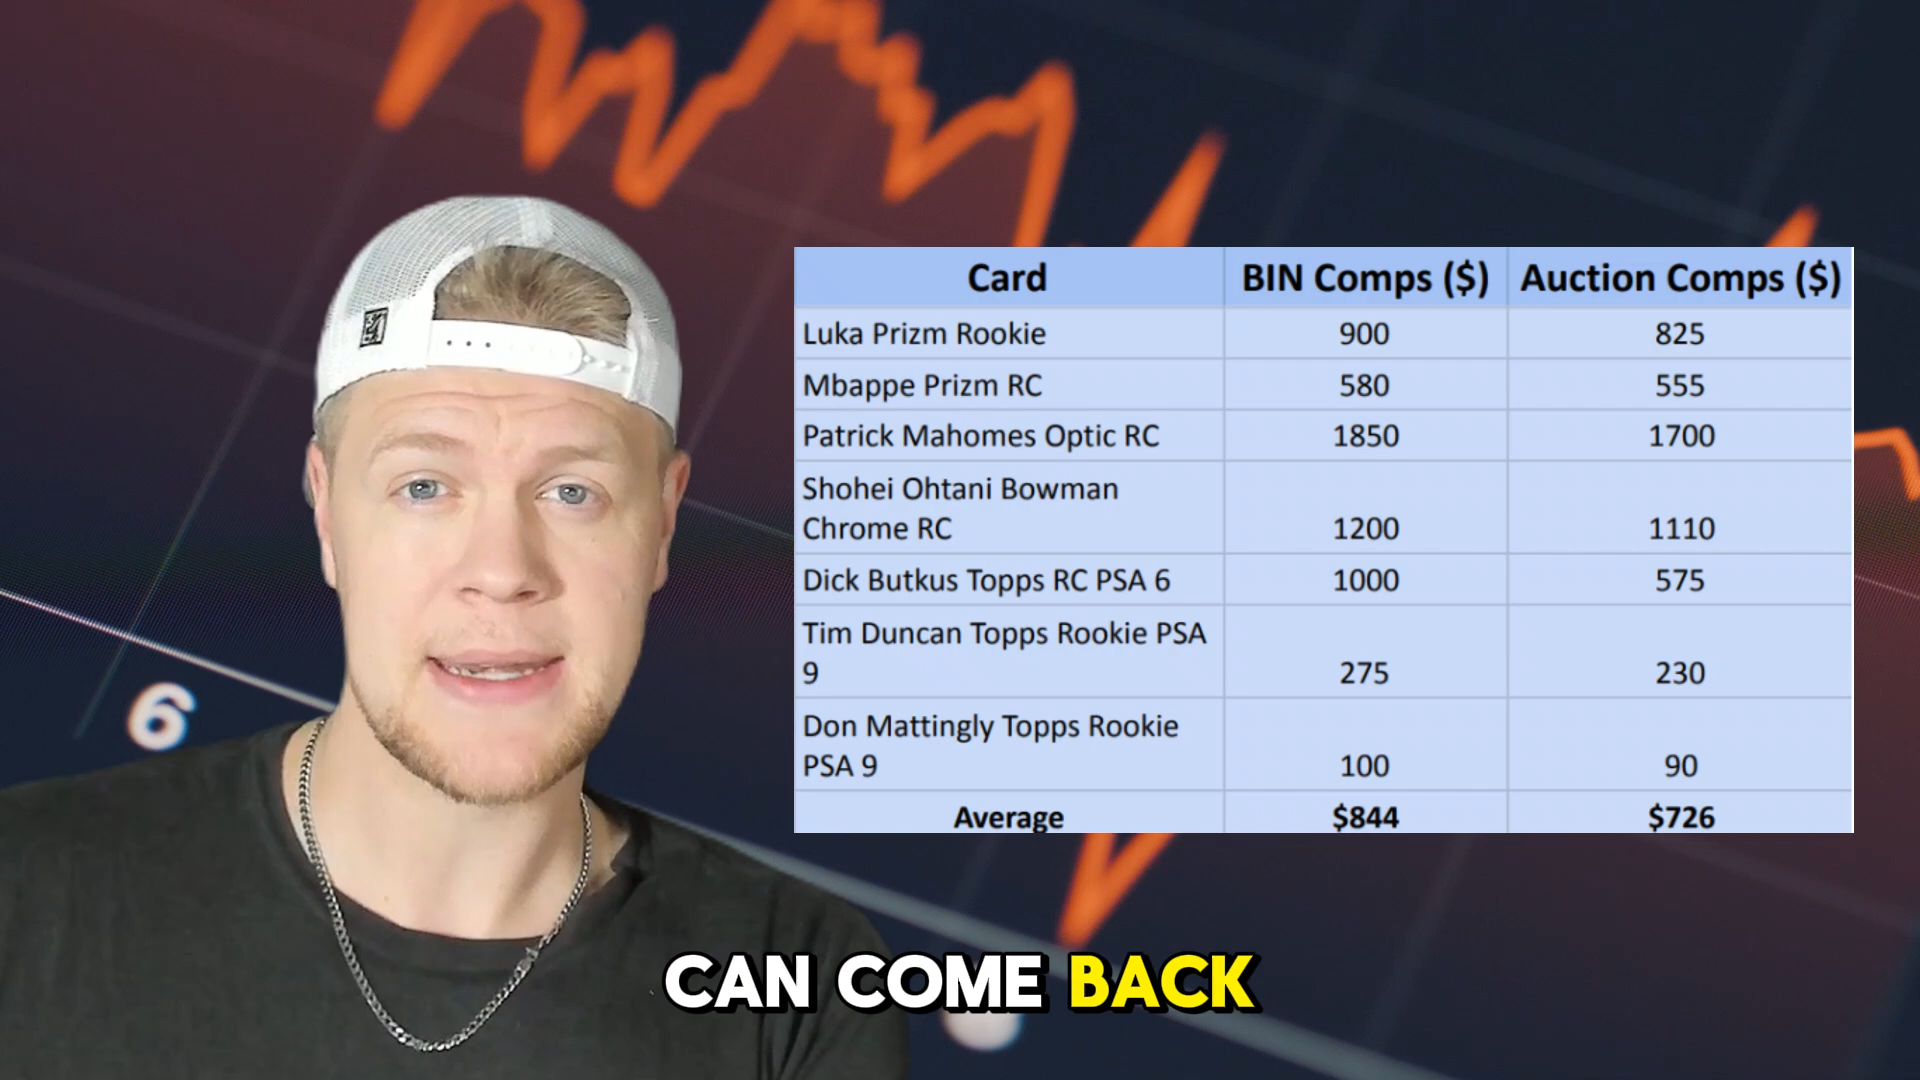 Card BIN Comps ($) Auction Comps ($)
Luka Prizm Rookie 900 825
Mbappe Prizm RC 580 555
Patrick Mahomes Optic RC 1850 1700
Shohei Ohtani Bowman
Chrome RC 1200 1110
Dick Butkus Topps RC PSA 6 1000 575
Tim Duncan Topps Rookie PSA
9 275 230
Don Mattingly Topps Rookie
PSA 9 100 90
Average $844 $726
6
CAN COME BACK